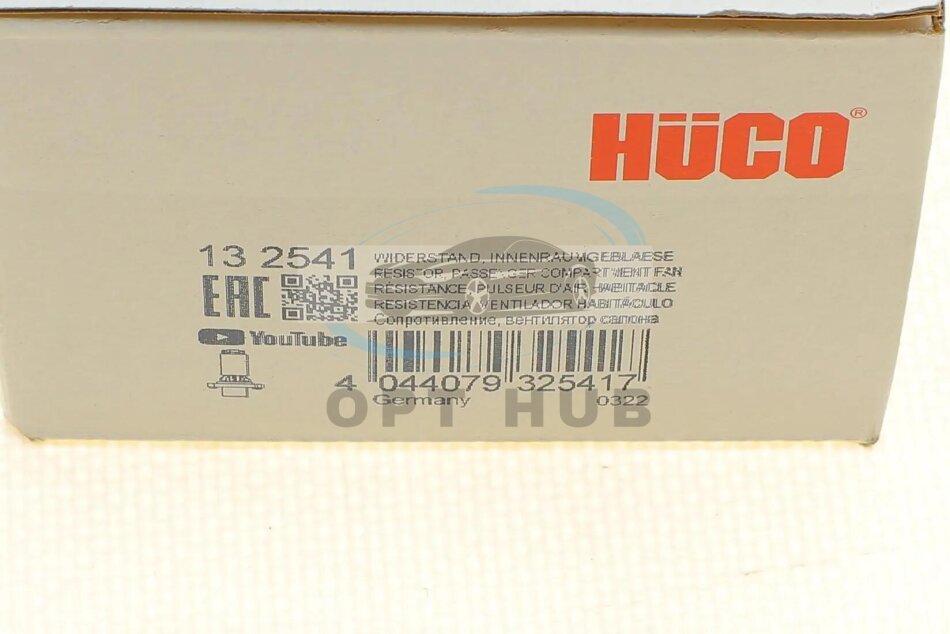 HÜCO®
13 2541
WIDERSTAND, INNENRAUMGEBLAESE
RESISTOR, PASSENGER COMPARTMENT FAN
RÉSISTANCE, PULSEUR D'AIR HABITACLE
RESISTENCIA, VENTILADOR HABITÁCULO
Сопротивление, вентилятор салона
EAC
YouTube
4 044079 325417
Germany 0322
OPT HUB